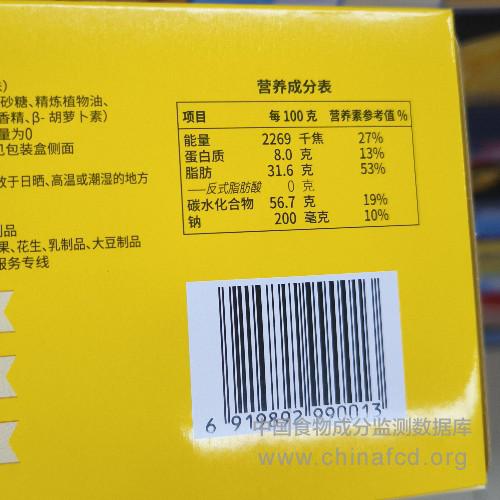 营养成分表
项目 每 100 克 营养素参考值 %
能量 2269 千焦 27%
蛋白质 8.0 克 13%
脂肪 31.6 克 53%
——反式脂肪酸 0 克
碳水化合物 56.7 克 19%
钠 200 毫克 10%
)
砂糖、精炼植物油、
香精、β- 胡萝卜素)
量为0
包装盒侧面
于日晒、高温或潮湿的地方
制品
果、花生、乳制品、大豆制品
服务专线
6 919892 990013
中国食物成分监测数据库
www.chinafcd.org